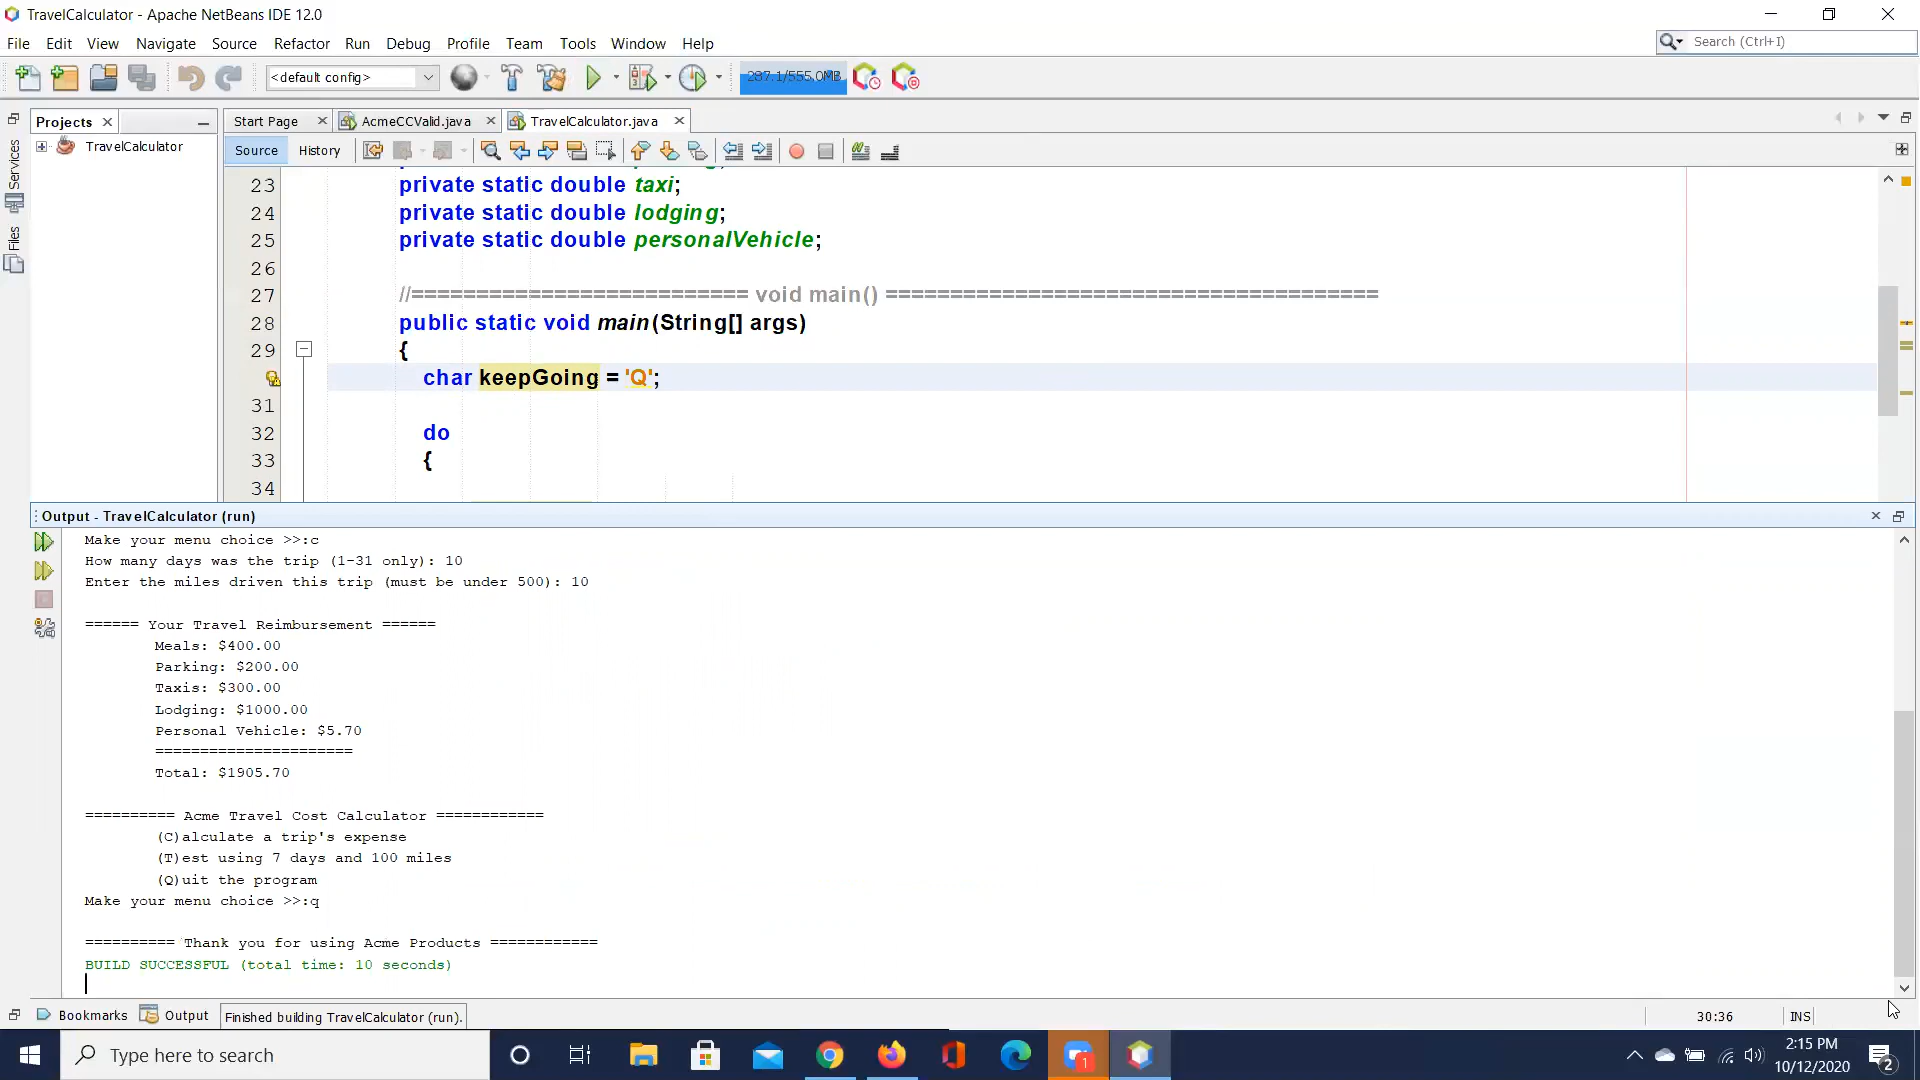 TravelCalculator - Apache NetBeans IDE 12.0
File Edit View Navigate Source Refactor Run Debug Profile Team Tools Window Help
Search (Ctrl+I)
<default config>
287.1/555.0MB
Projects
Start Page
AcmeCCValid.java
TravelCalculator.java
TravelCalculator
Source
History
Services
Files
23 private static double taxi;
24 private static double lodging;
25 private static double personalVehicle;
26
27 //========================== void main() ==================================
28 public static void main(String[] args)
29 {
char keepGoing = 'Q';
31
32 do
33 {
34
Output - TravelCalculator (run)
Make your menu choice >>:c
How many days was the trip (1-31 only): 10
Enter the miles driven this trip (must be under 500): 10
====== Your Travel Reimbursement ======
Meals: $400.00
Parking: $200.00
Taxis: $300.00
Lodging: $1000.00
Personal Vehicle: $5.70
======================
Total: $1905.70
========== Acme Travel Cost Calculator ============
(C)alculate a trip's expense
(T)est using 7 days and 100 miles
(Q)uit the program
Make your menu choice >>:q
========== Thank you for using Acme Products ============
BUILD SUCCESSFUL (total time: 10 seconds)
Bookmarks
Output
Finished building TravelCalculator (run).
30:36
INS
Type here to search
1
2:15 PM
10/12/2020
2